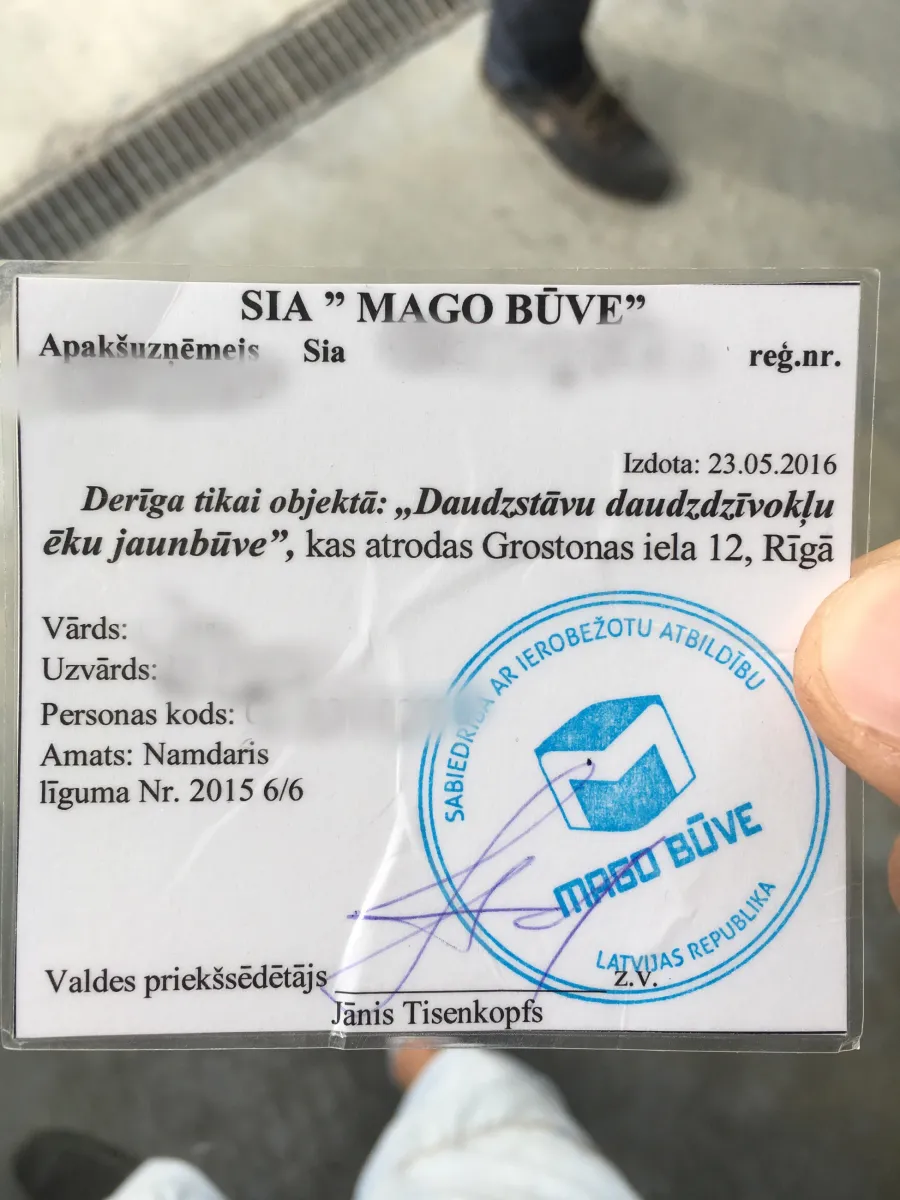 SIA ” MAGO BŪVE”
Apakšuzņēmeis Sia reģ.nr.
Izdota: 23.05.2016
Derīga tikai objektā: „Daudzstāvu daudzdzīvokļu
ēku jaunbūve”, kas atrodas Grostonas iela 12, Rīgā
Vārds:
Uzvārds:
Personas kods:
Amats: Namdaris
līguma Nr. 2015 6/6
SABIEDRĪBA AR IEROBEŽOTU ATBILDĪBU
MAGO BŪVE
LATVIJAS REPUBLIKA
Valdes priekšsēdētājs z.v.
Jānis Tisenkopfs